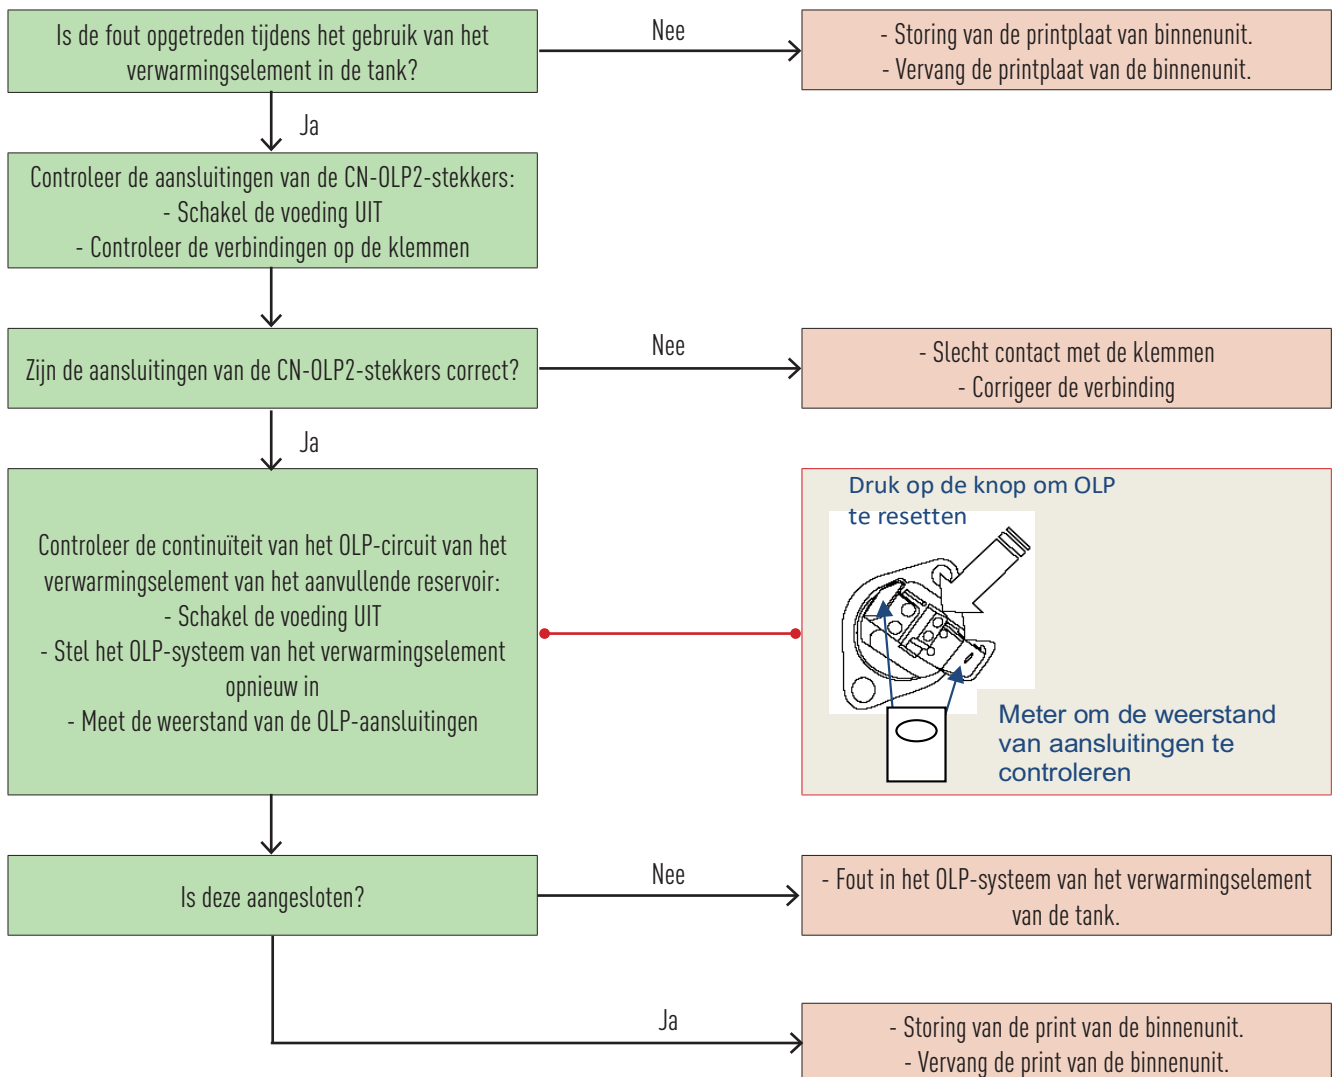 Is de fout opgetreden tijdens het gebruik van het
verwarmingselement in de tank?
Nee
- Storing van de printplaat van binnenunit.
- Vervang de printplaat van de binnenunit.
Ja
Controleer de aansluitingen van de CN-OLP2-stekkers:
- Schakel de voeding UIT
- Controleer de verbindingen op de klemmen
Zijn de aansluitingen van de CN-OLP2-stekkers correct?
Nee
- Slecht contact met de klemmen
- Corrigeer de verbinding
Ja
Controleer de continuïteit van het OLP-circuit van het
verwarmingselement van het aanvullende reservoir:
- Schakel de voeding UIT
- Stel het OLP-systeem van het verwarmingselement
opnieuw in
- Meet de weerstand van de OLP-aansluitingen
Druk op de knop om OLP
te resetten
Meter om de weerstand
van aansluitingen te
controleren
Is deze aangesloten?
Nee
- Fout in het OLP-systeem van het verwarmingselement
van de tank.
Ja
- Storing van de print van de binnenunit.
- Vervang de print van de binnenunit.